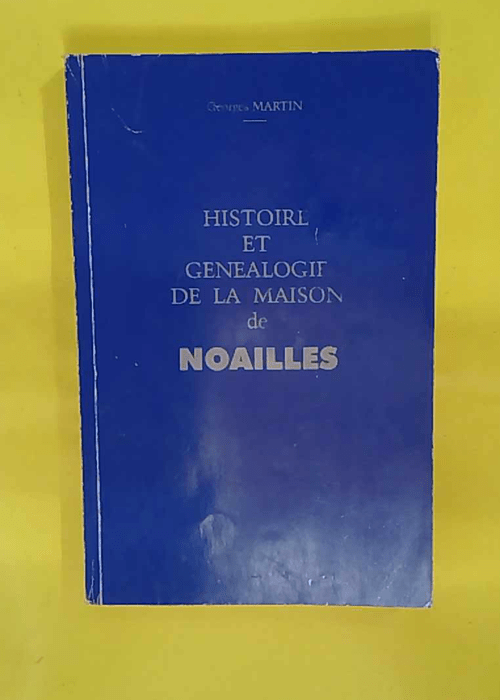 Georges MARTIN
HISTOIRE
ET
GENEALOGIE
DE LA MAISON
de
NOAILLES